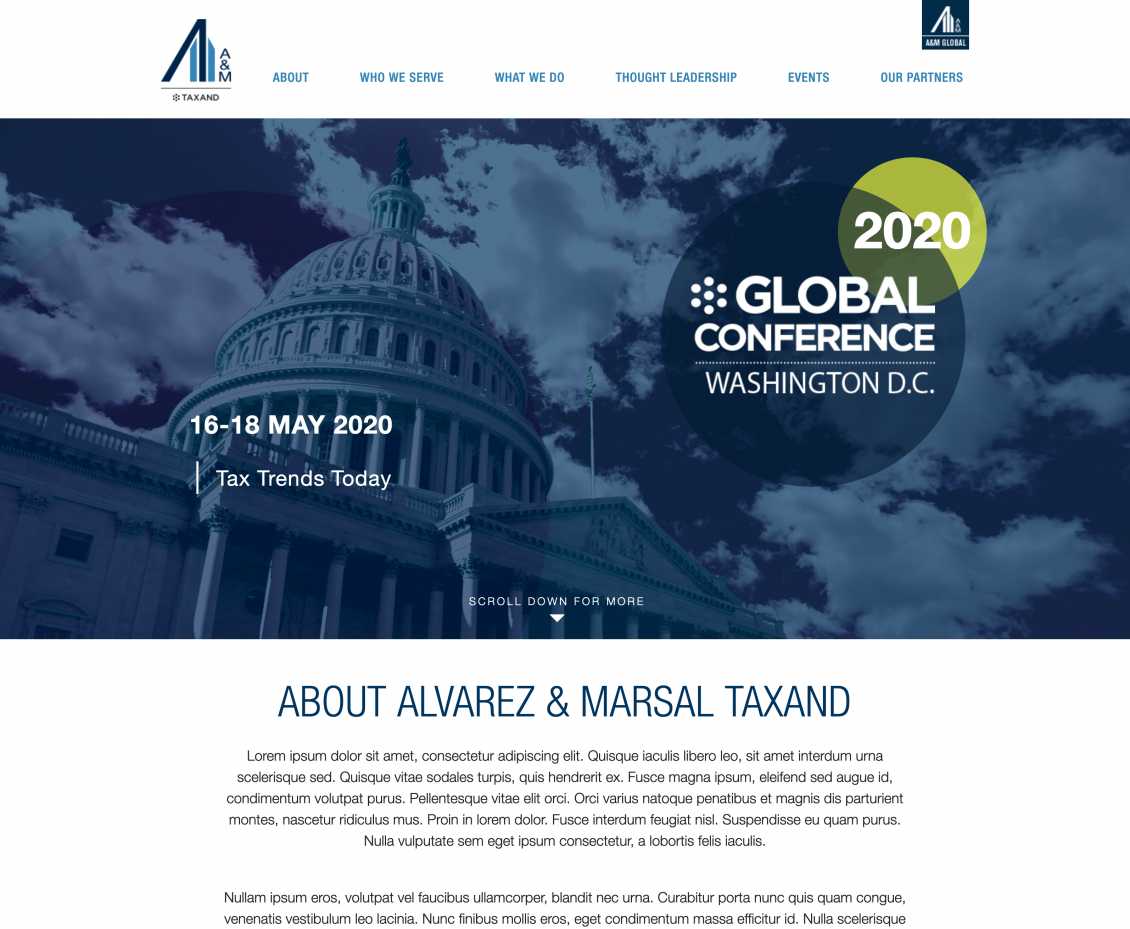 A&M
TAXAND
A&M
A&M GLOBAL
ABOUT
WHO WE SERVE
WHAT WE DO
THOUGHT LEADERSHIP
EVENTS
OUR PARTNERS
2020
GLOBAL
CONFERENCE
WASHINGTON D.C.
16-18 MAY 2020
Tax Trends Today
SCROLL DOWN FOR MORE
ABOUT ALVAREZ & MARSAL TAXAND
Lorem ipsum dolor sit amet, consectetur adipiscing elit. Quisque iaculis libero leo, sit amet interdum urna
scelerisque sed. Quisque vitae sodales turpis, quis hendrerit ex. Fusce magna ipsum, eleifend sed augue id,
condimentum volutpat purus. Pellentesque vitae elit orci. Orci varius natoque penatibus et magnis dis parturient
montes, nascetur ridiculus mus. Proin in lorem dolor. Fusce interdum feugiat nisl. Suspendisse eu quam purus.
Nulla vulputate sem eget ipsum consectetur, a lobortis felis iaculis.
Nullam ipsum eros, volutpat vel faucibus ullamcorper, blandit nec urna. Curabitur porta nunc quis quam congue,
venenatis vestibulum leo lacinia. Nunc finibus mollis eros, eget condimentum massa efficitur id. Nulla scelerisque